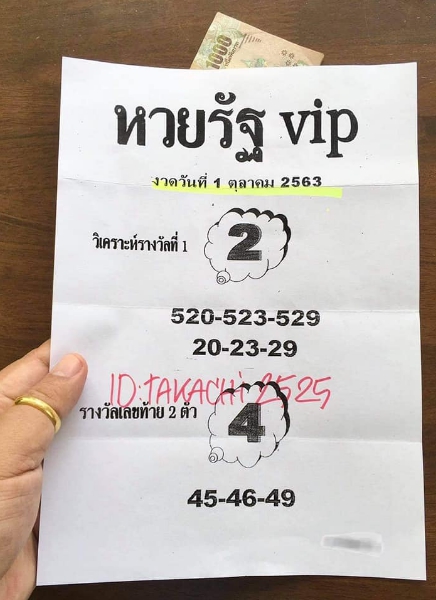 1000
หวยรัฐ vip
งวดวันที่ 1 ตุลาคม 2563
วิเคราะห์รางวัลที่ 1
2
520-523-529
20-23-29
ID:TAKACHi 2525
รางวัลเลขท้าย 2 ตัว
4
45-46-49